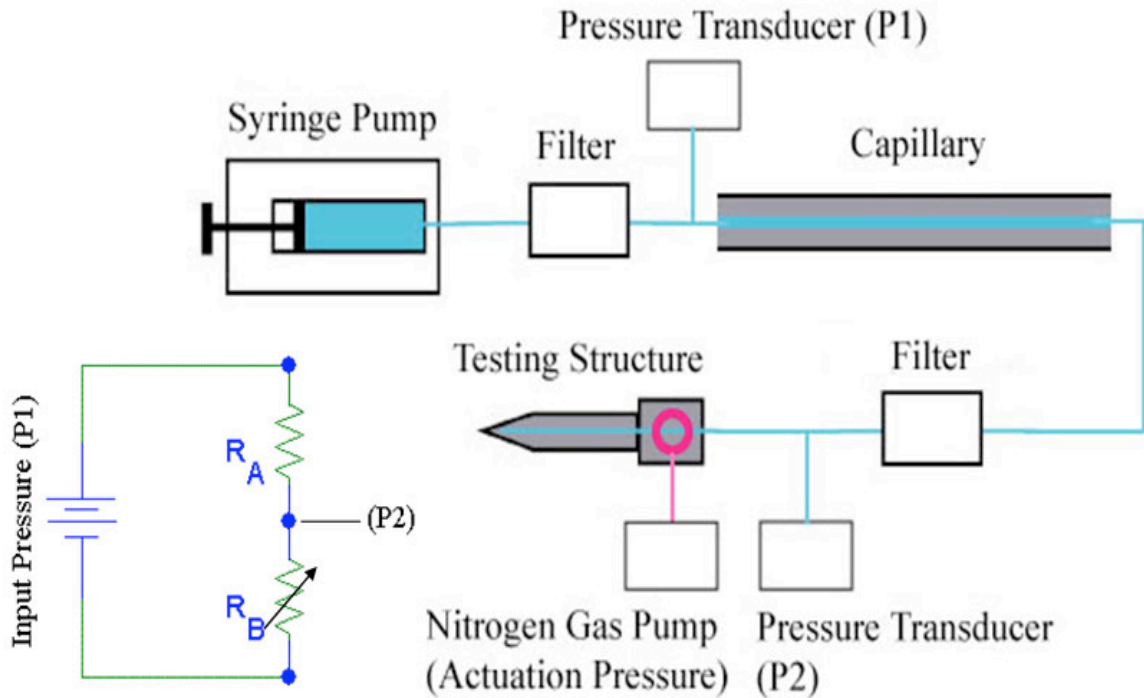 Pressure Transducer (P1)
Syringe Pump
Filter
Capillary
Testing Structure
Filter
Input Pressure (P1)
R A
(P2)
R B
Nitrogen Gas Pump
(Actuation Pressure)
Pressure Transducer
(P2)